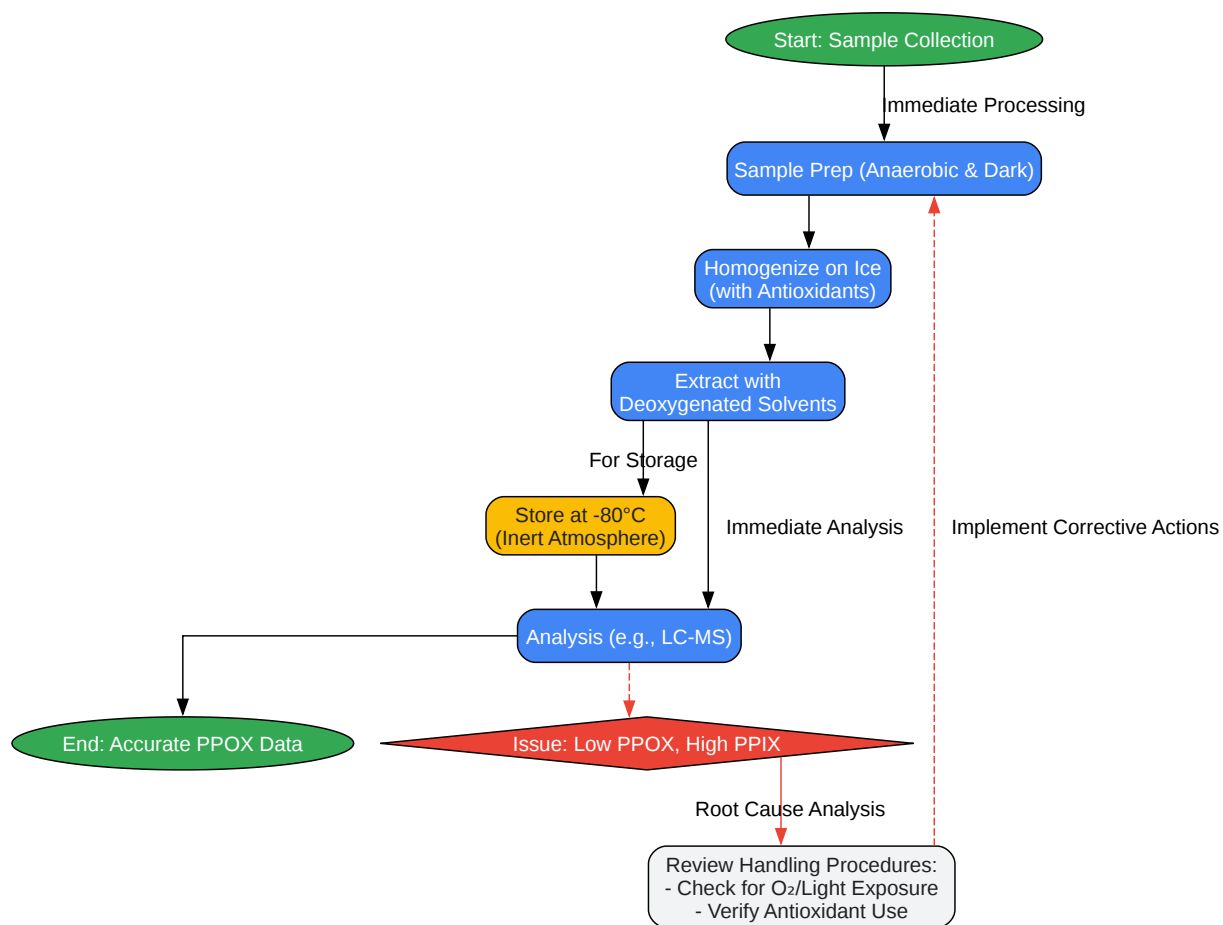 Start: Sample Collection
Immediate Processing
Sample Prep (Anaerobic & Dark)
Homogenize on Ice
(with Antioxidants)
Extract with
Deoxygenated Solvents
For Storage
Store at -80°C
(Inert Atmosphere)
Immediate Analysis
Implement Corrective Actions
Analysis (e.g., LC-MS)
End: Accurate PPOX Data
Issue: Low PPOX, High PPIX
Root Cause Analysis
Review Handling Procedures:
- Check for O₂/Light Exposure
- Verify Antioxidant Use